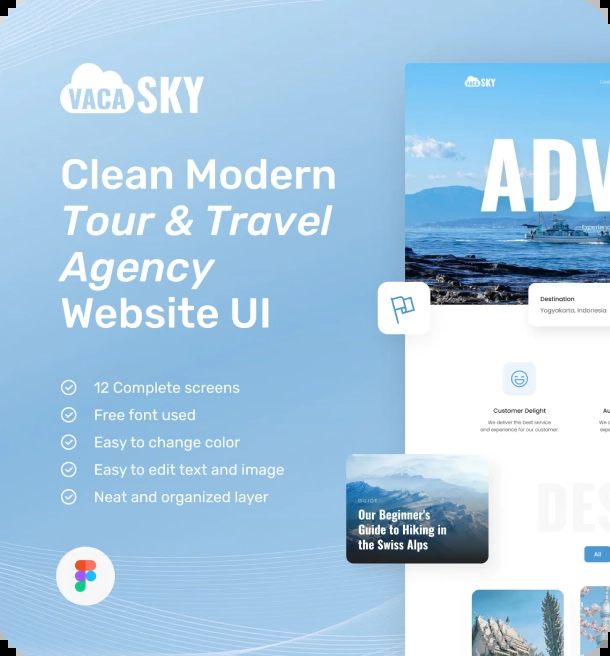 VACA SKY
Clean Modern
Tour & Travel
Agency
Website UI
12 Complete screens
Free font used
Easy to change color
Easy to edit text and image
Neat and organized layer
VACA SKY
ADV
Experienc
Destination
Yogyakarta, Indonesia
Customer Delight
We deliver the best service
and experience for our customer.
Au
We
expe
GUIDE
Our Beginner's
Guide to Hiking in
the Swiss Alps
DES
All